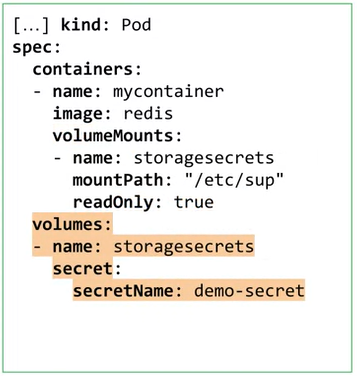 [...] kind: Pod
spec:
  containers:
  - name: mycontainer
    image: redis
    volumeMounts:
    - name: storagesecrets
      mountPath: "/etc/sup"
      readOnly: true
  volumes:
  - name: storagesecrets
    secret:
      secretName: demo-secret